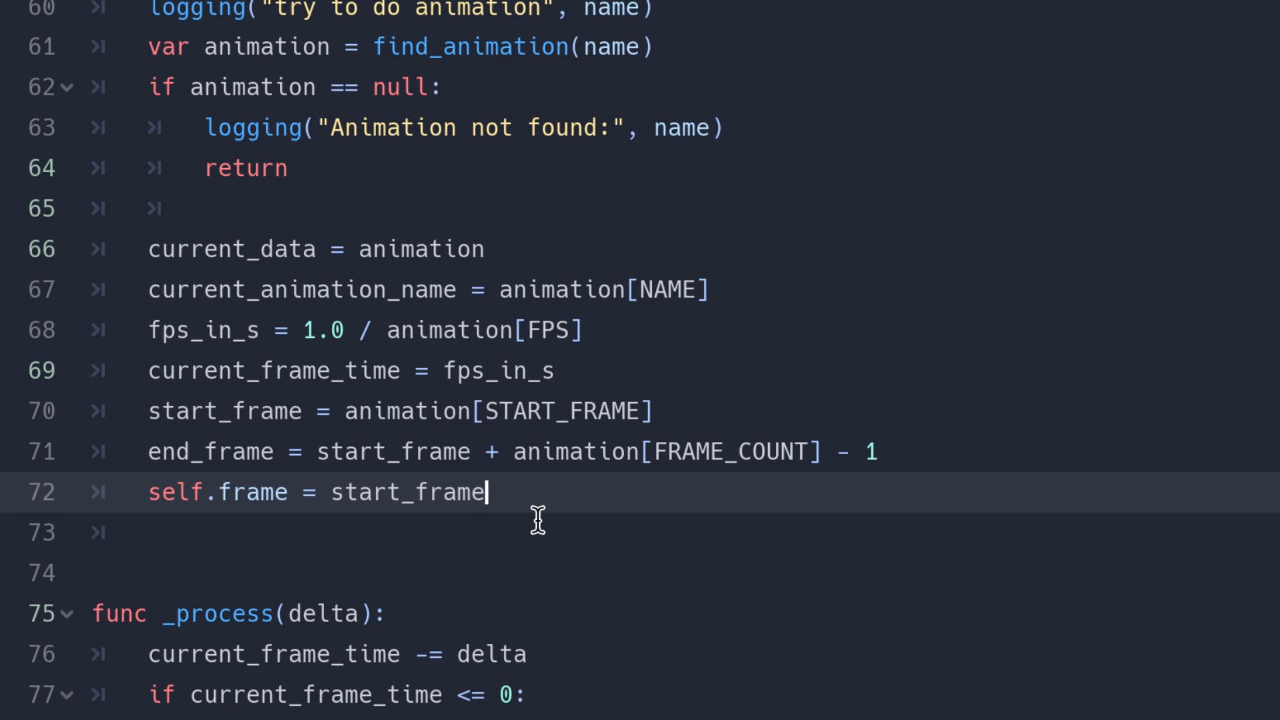 60 logging("try to do animation", name)
61 var animation = find_animation(name)
62 if animation == null:
63 logging("Animation not found:", name)
64 return
65
66 current_data = animation
67 current_animation_name = animation[NAME]
68 fps_in_s = 1.0 / animation[FPS]
69 current_frame_time = fps_in_s
70 start_frame = animation[START_FRAME]
71 end_frame = start_frame + animation[FRAME_COUNT] - 1
72 self.frame = start_frame
73
74
75 func _process(delta):
76 current_frame_time -= delta
77 if current_frame_time <= 0: